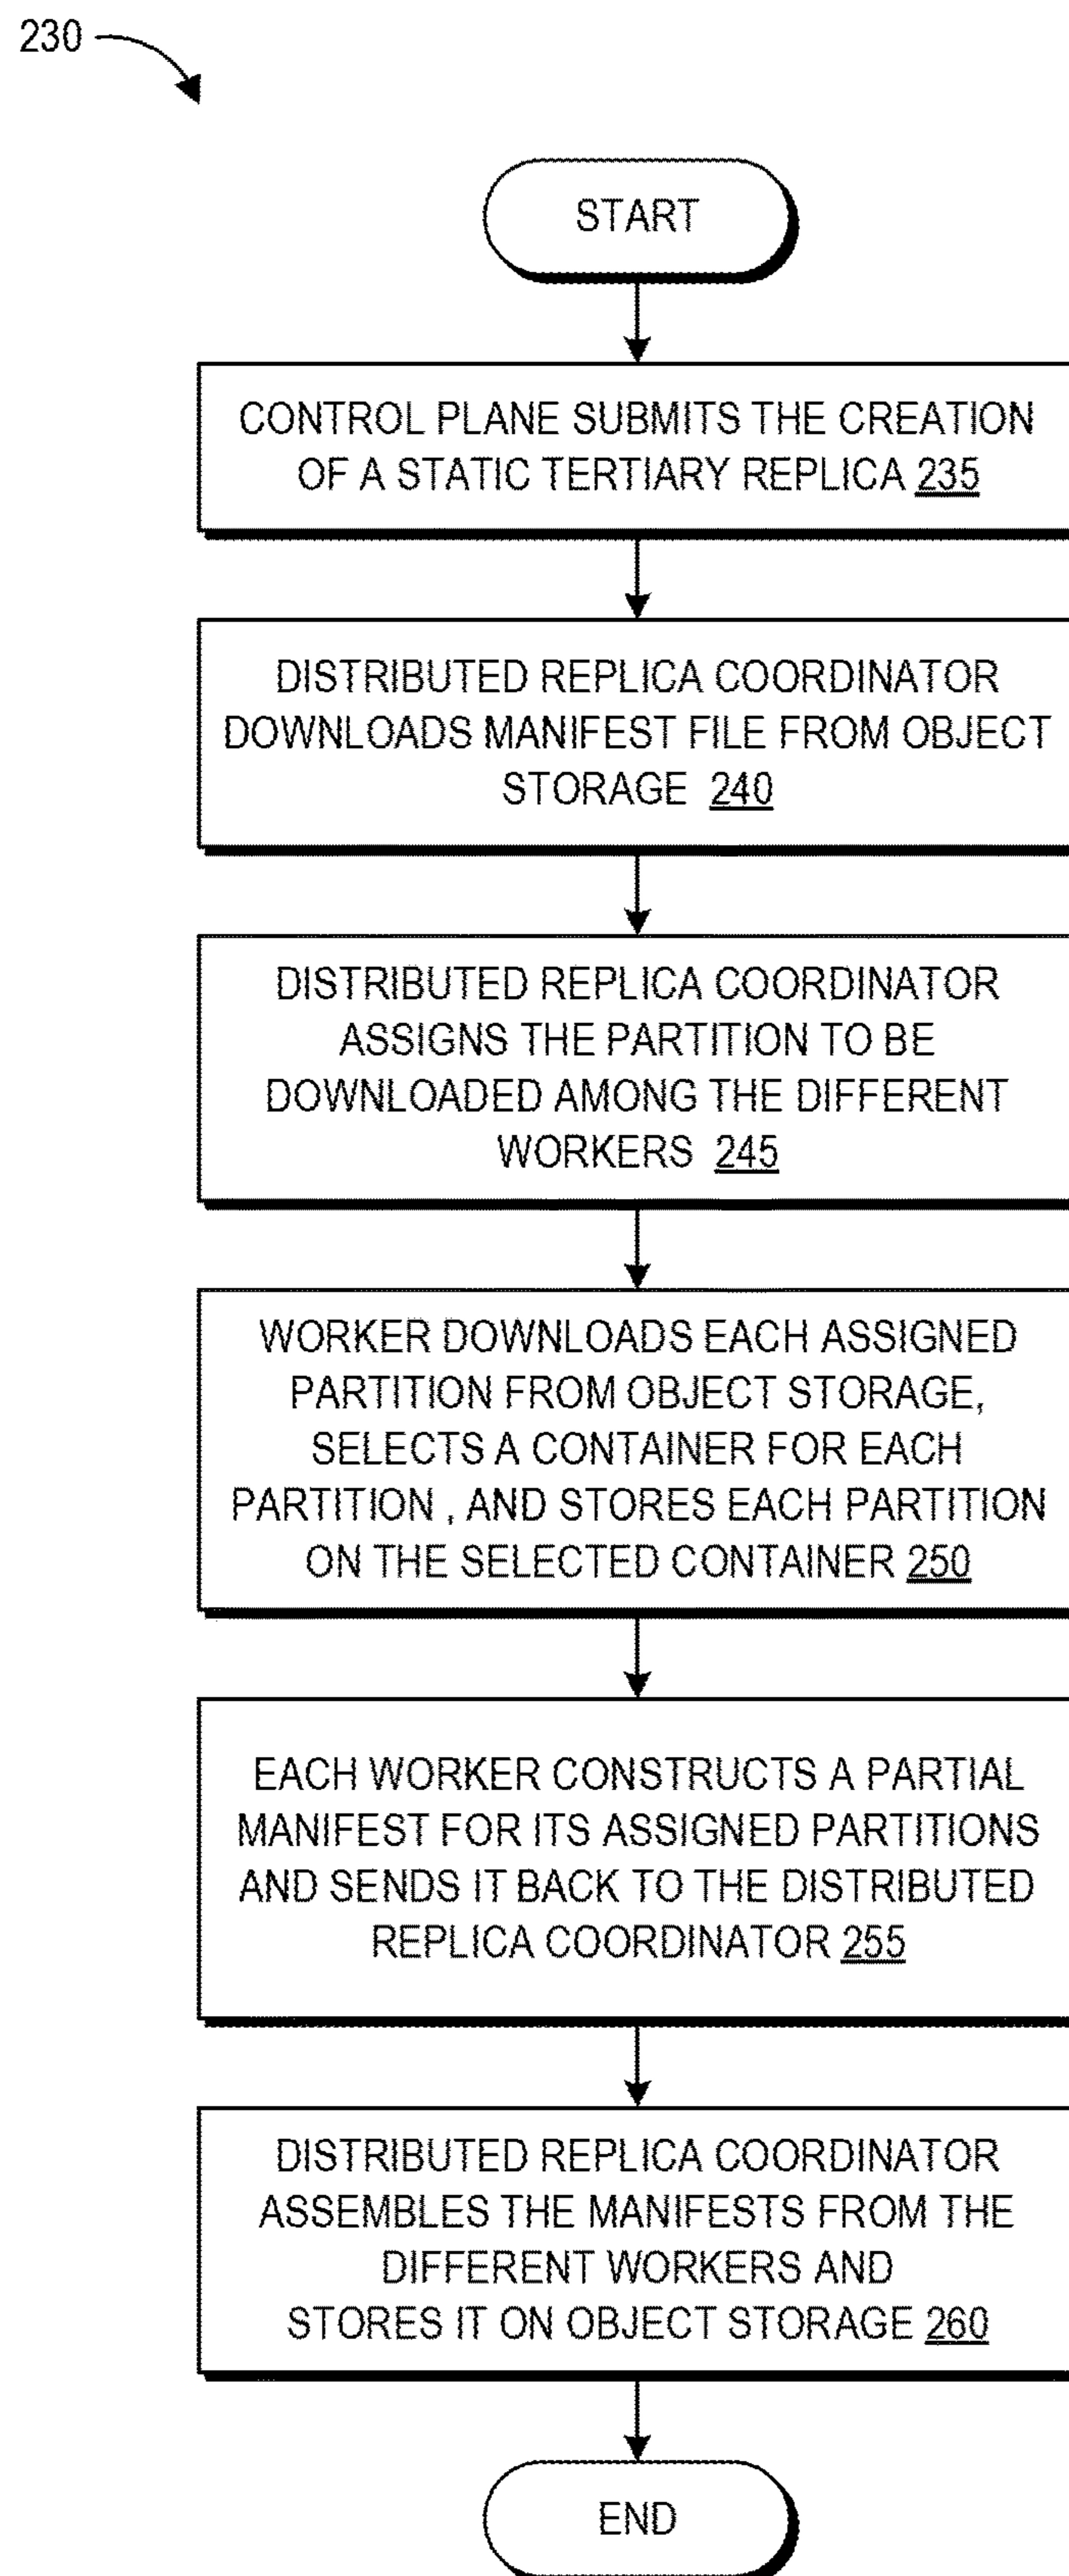 230
START
CONTROL PLANE SUBMITS THE CREATION
OF A STATIC TERTIARY REPLICA 235
DISTRIBUTED REPLICA COORDINATOR
DOWNLOADS MANIFEST FILE FROM OBJECT
STORAGE 240
DISTRIBUTED REPLICA COORDINATOR
ASSIGNS THE PARTITION TO BE
DOWNLOADED AMONG THE DIFFERENT
WORKERS 245
WORKER DOWNLOADS EACH ASSIGNED
PARTITION FROM OBJECT STORAGE,
SELECTS A CONTAINER FOR EACH
PARTITION , AND STORES EACH PARTITION
ON THE SELECTED CONTAINER 250
EACH WORKER CONSTRUCTS A PARTIAL
MANIFEST FOR ITS ASSIGNED PARTITIONS
AND SENDS IT BACK TO THE DISTRIBUTED
REPLICA COORDINATOR 255
DISTRIBUTED REPLICA COORDINATOR
ASSEMBLES THE MANIFESTS FROM THE
DIFFERENT WORKERS AND
STORES IT ON OBJECT STORAGE 260
END